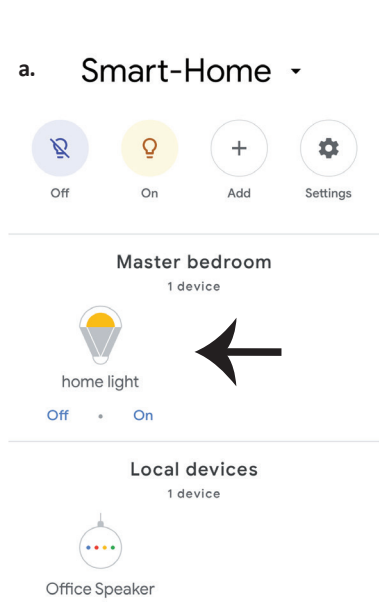 a. Smart-Home
Off On Add Settings
Master bedroom
1 device
home light
Off • On
Local devices
1 device
Office Speaker